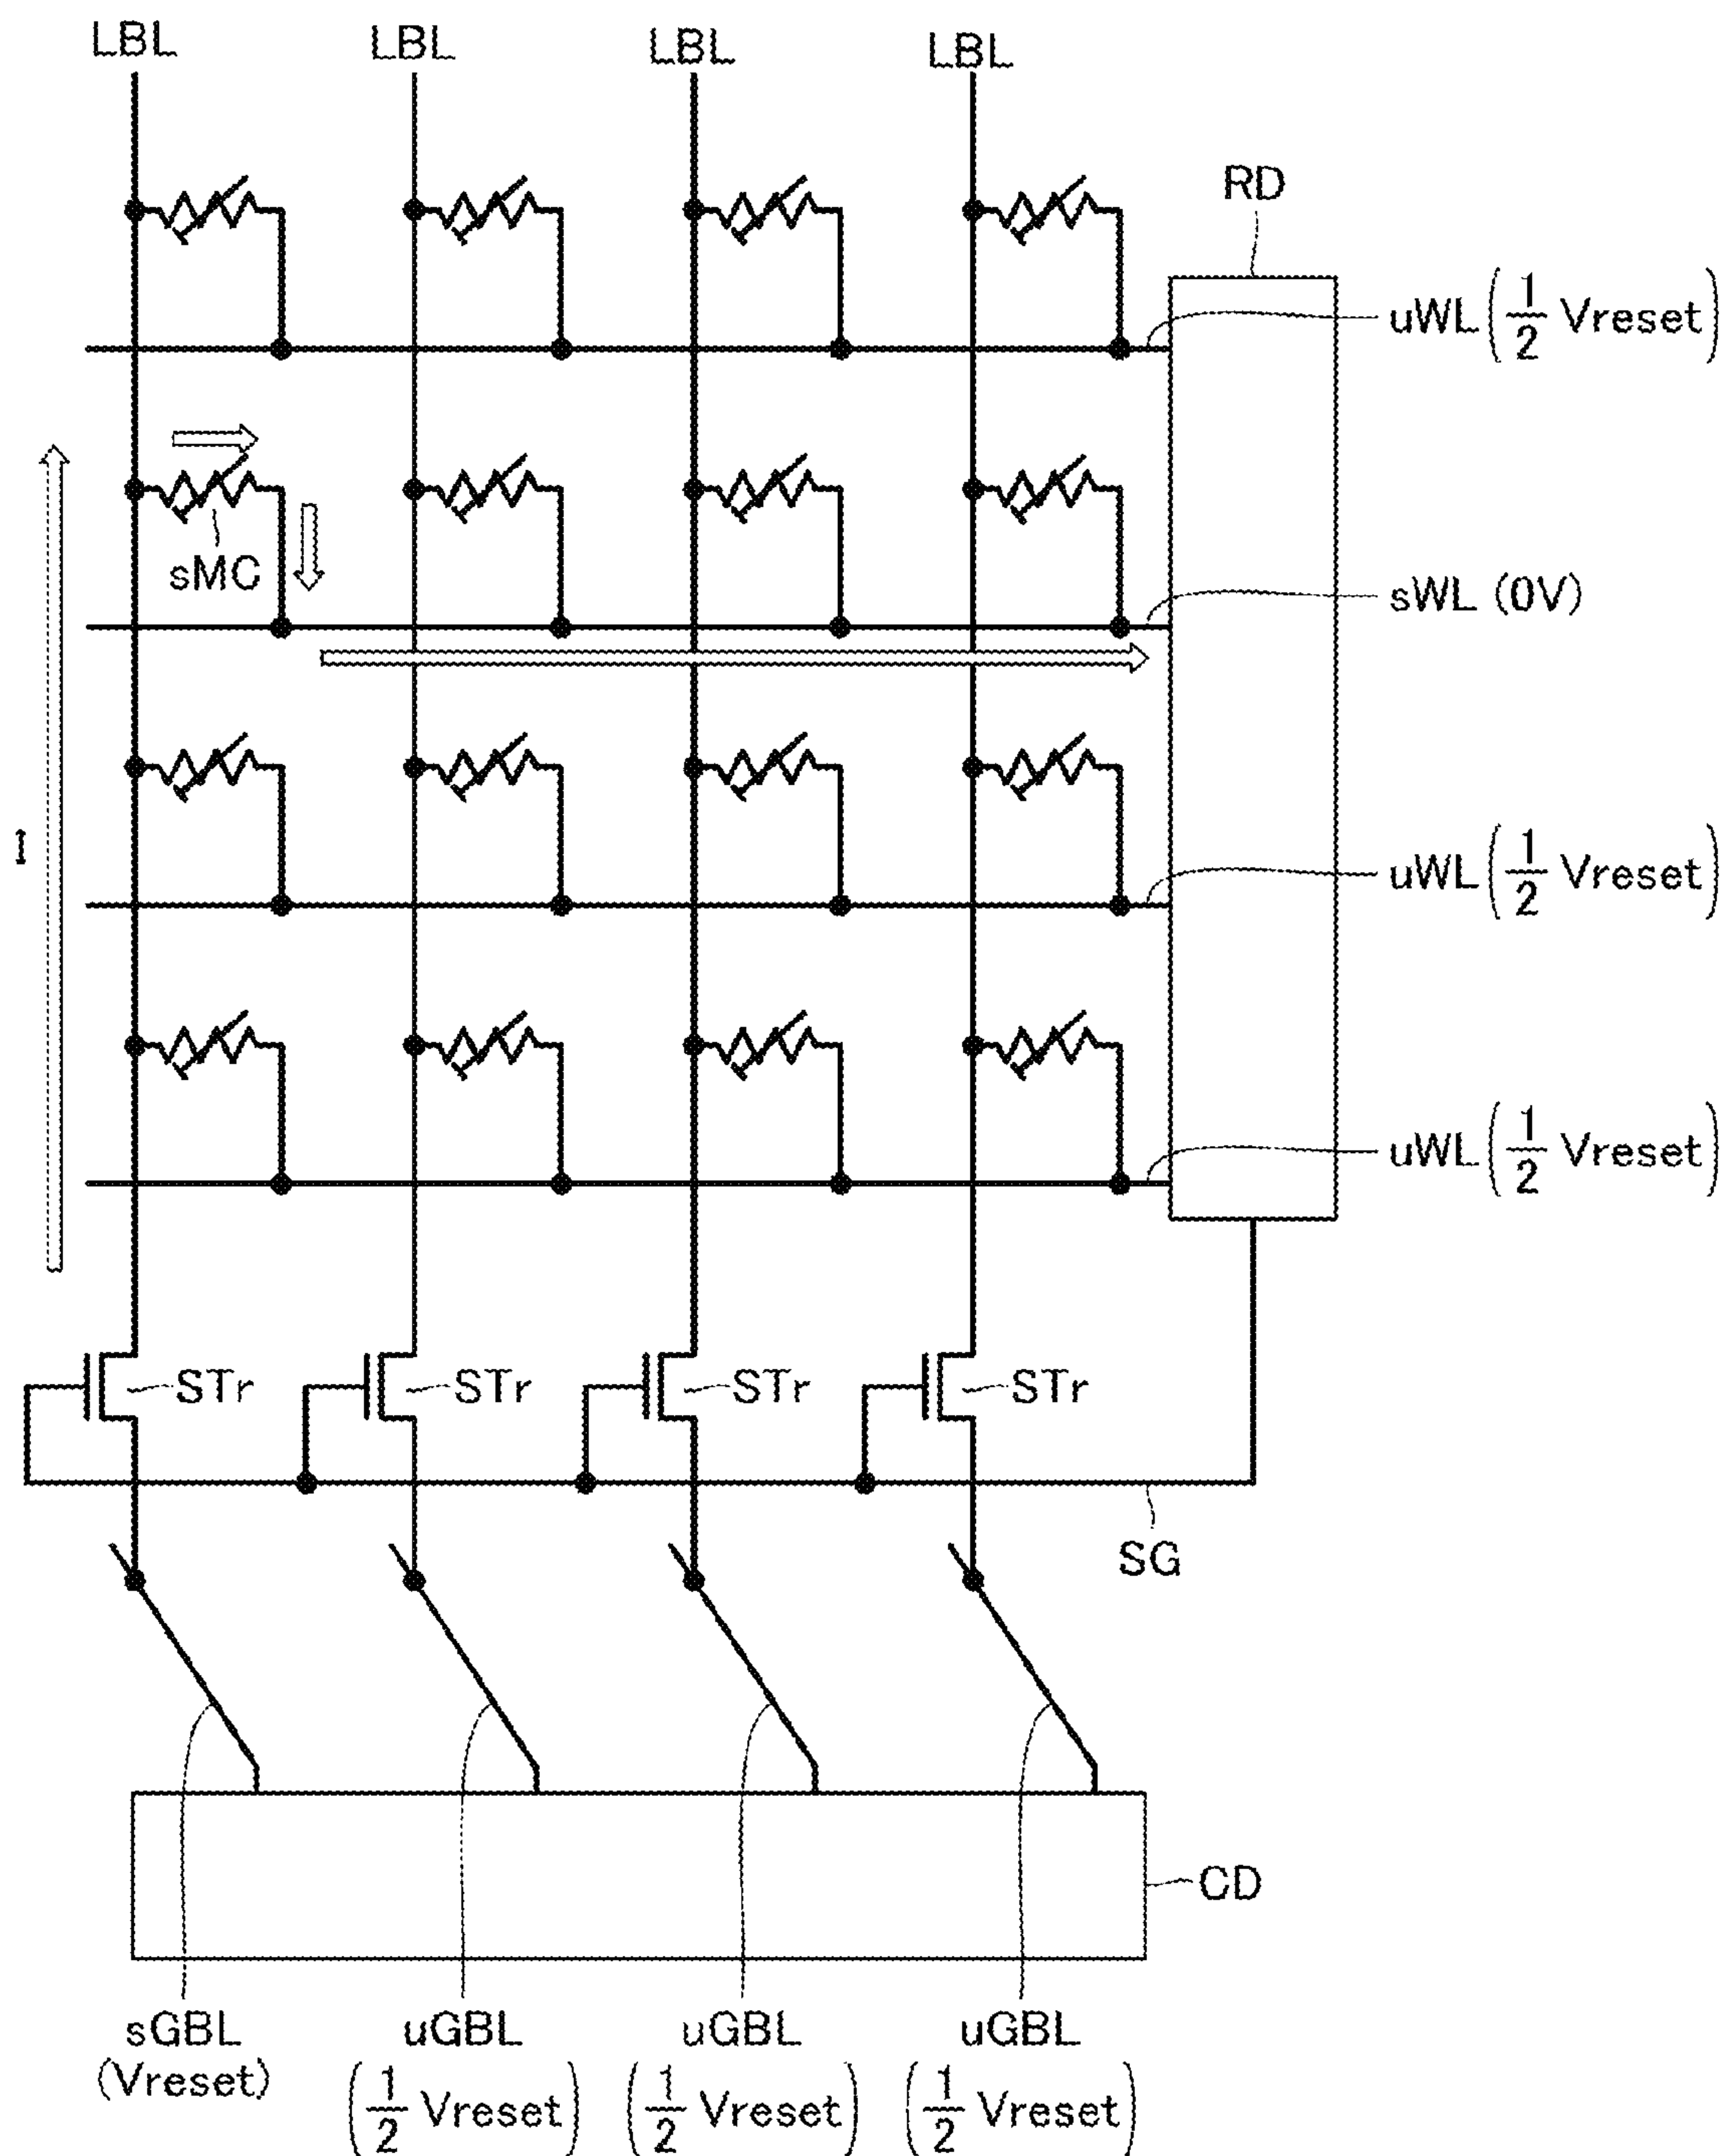 LBL LBL LBL LBL
RD
uWL (1/2 Vreset)
sMC
sWL (0V)
I
uWL (1/2 Vreset)
uWL (1/2 Vreset)
STr STr STr STr
SG
CD
sGBL uGBL uGBL uGBL
(Vreset) (1/2 Vreset) (1/2 Vreset) (1/2 Vreset)